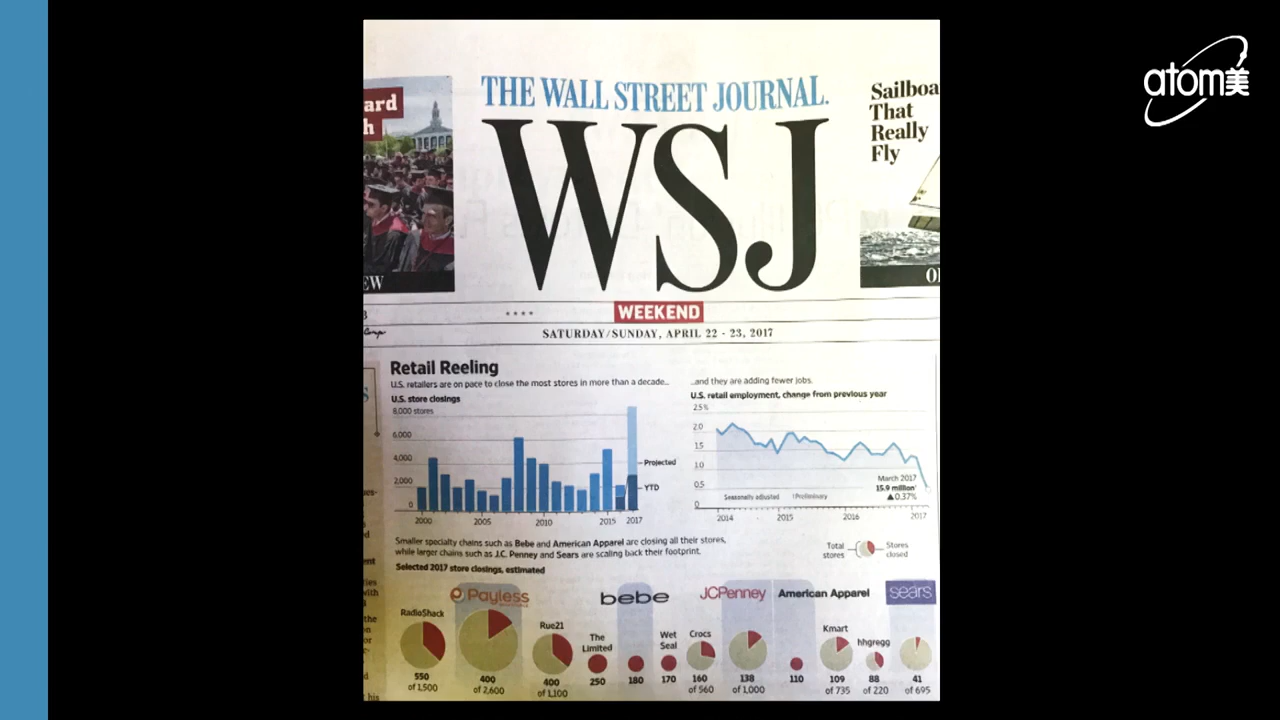 atom美
ard
h
EW
THE WALL STREET JOURNAL.
WSJ
Sailboa
That
Really
Fly
WEEKEND
SATURDAY/SUNDAY, APRIL 22 - 23, 2017
Retail Reeling
U.S. retailers are on pace to close the most stores in more than a decade...
U.S. store closings
8,000 stores
6,000
4,000
2,000
0
Projected
YTD
2000
2005
2010
2015
2017
...and they are adding fewer jobs.
U.S. retail employment, change from previous year
2.5%
2.0
1.5
1.0
0.5
0
March 2017
15.9 million
▲0.37%
Seasonally adjusted
Preliminary
2014
2015
2016
2017
Smaller specialty chains such as Bebe and American Apparel are closing all their stores,
while larger chains such as J.C. Penney and Sears are scaling back their footprint.
Total
stores
Stores
closed
Selected 2017 store closings, estimated
RadioShack
550
of 1,500
Payless
400
of 2,600
Rue21
400
of 1,100
The
Limited
250
bebe
180
Wet
Seal
170
Crocs
160
of 560
JCPenney
138
of 1,000
American Apparel
110
Kmart
109
of 735
hhgregg
88
of 220
sears
41
of 695